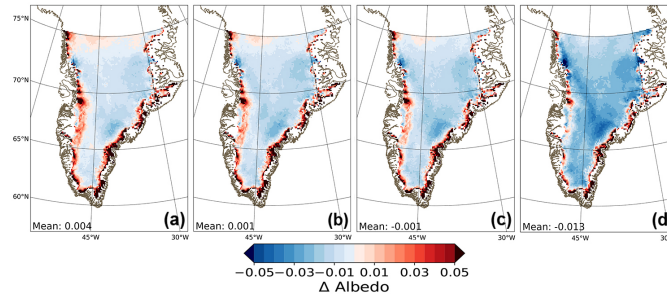 75°N
70°N
65°N
60°N
Mean: 0.004
(a)
Mean: 0.001
(b)
Mean: -0.001
(c)
Mean: -0.013
(d)
45°W 30°W 45°W 30°W 45°W 30°W 45°W 30°
−0.05 −0.03 −0.01 0.01 0.03 0.05
Δ Albedo